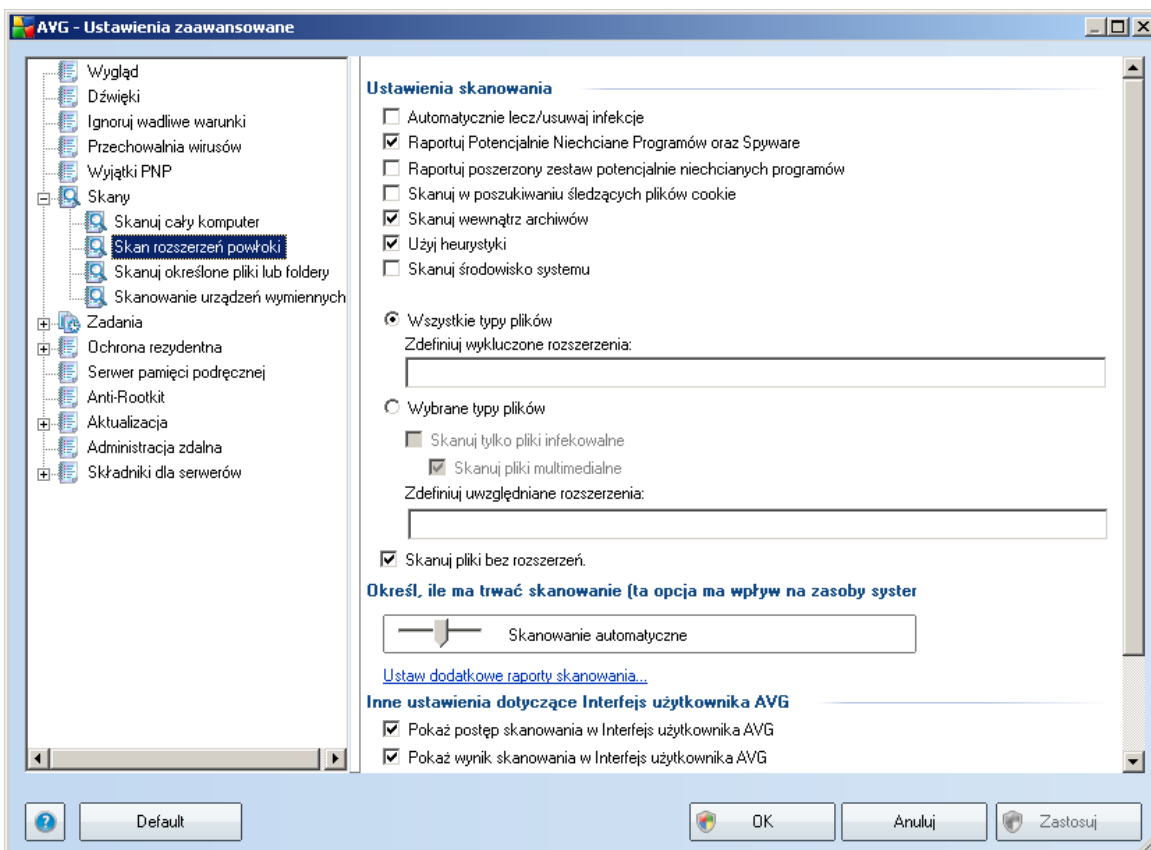 AVG - Ustawienia zaawansowane
Wygląd
Dźwięki
Ignoruj wadliwe warunki
Przechowalnia wirusów
Wyjątki PNP
Skany
Skanuj cały komputer
Skan rozszerzeń powłoki
Skanuj określone pliki lub foldery
Skanowanie urządzeń wymiennych
Zadania
Ochrona rezydentna
Serwer pamięci podręcznej
Anti-Rootkit
Aktualizacja
Administracja zdalna
Składniki dla serwerów
Ustawienia skanowania
Automatycznie lecz/usuwaj infekcje
Raportuj Potencjalnie Niechciane Programów oraz Spyware
Raportuj poszerzony zestaw potencjalnie niechcianych programów
Skanuj w poszukiwaniu śledzących plików cookie
Skanuj wewnątrz archiwów
Użyj heurystyki
Skanuj środowisko systemu
Wszystkie typy plików
Zdefiniuj wykluczone rozszerzenia:
Wybrane typy plików
Skanuj tylko pliki infekowalne
Skanuj pliki multimedialne
Zdefiniuj uwzględniane rozszerzenia:
Skanuj pliki bez rozszerzeń.
Określ, ile ma trwać skanowanie (ta opcja ma wpływ na zasoby syster
Skanowanie automatyczne
Ustaw dodatkowe raporty skanowania...
Inne ustawienia dotyczące Interfejs użytkownika AVG
Pokaż postęp skanowania w Interfejs użytkownika AVG
Pokaż wynik skanowania w Interfejs użytkownika AVG
Default
OK
Anuluj
Zastosuj